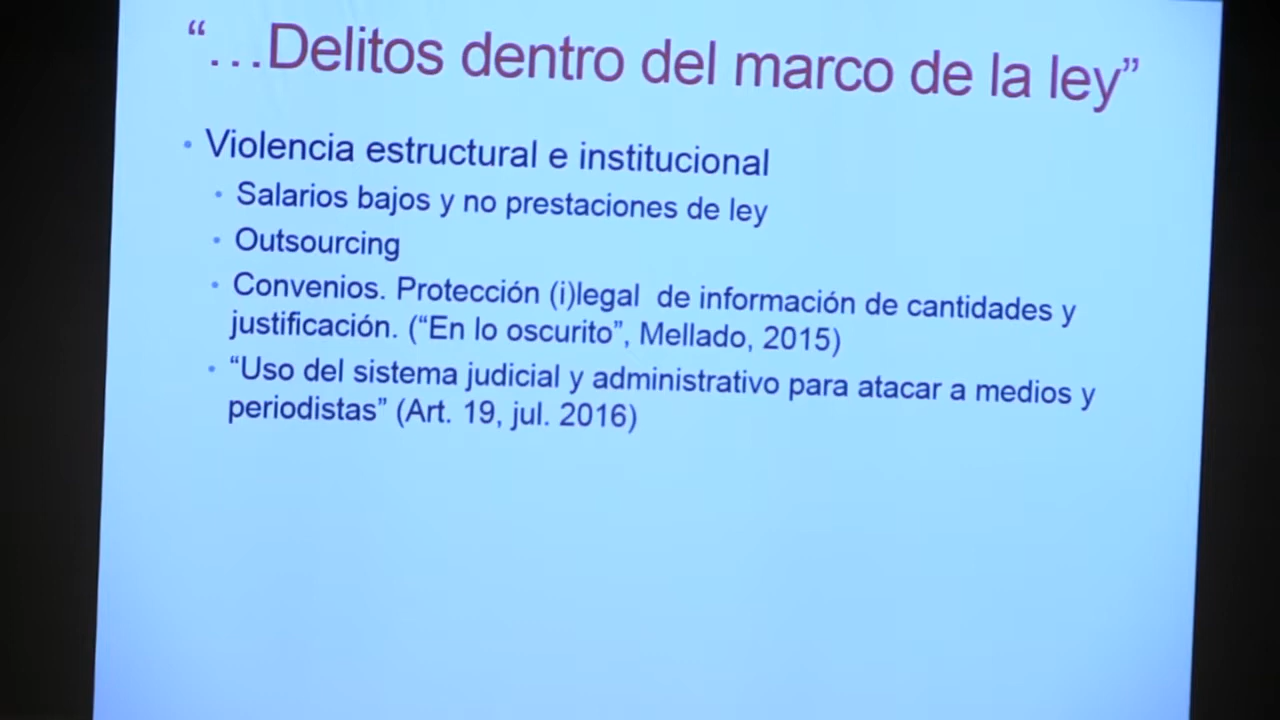 “…Delitos dentro del marco de la ley”
• Violencia estructural e institucional
• Salarios bajos y no prestaciones de ley
• Outsourcing
• Convenios. Protección (i)legal de información de cantidades y
justificación. (“En lo oscurito”, Mellado, 2015)
• “Uso del sistema judicial y administrativo para atacar a medios y
periodistas” (Art. 19, jul. 2016)